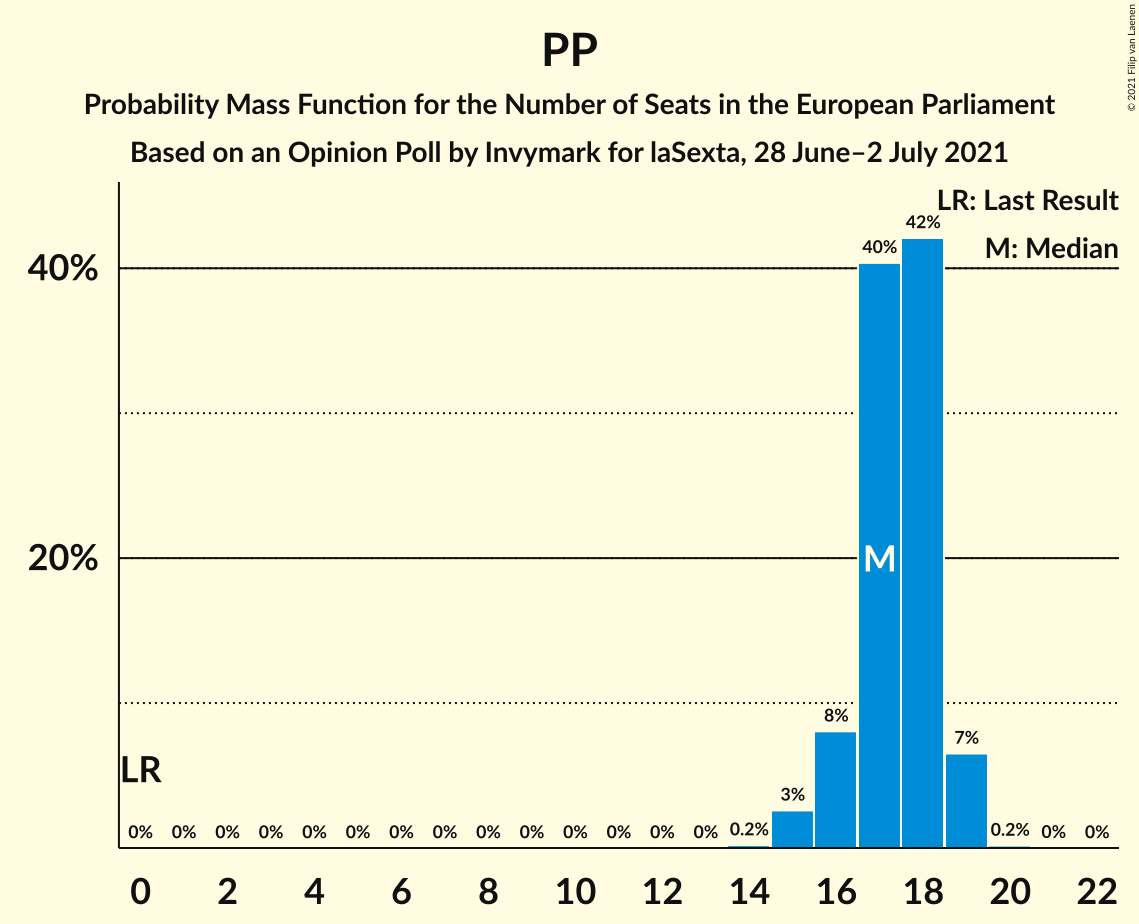 PP
Probability Mass Function for the Number of Seats in the European Parliament
Based on an Opinion Poll by Invymark for laSexta, 28 June–2 July 2021
© 2021 Filip van Laenen
LR: Last Result
M: Median
40%
20%
LR
M
0% 0% 0% 0% 0% 0% 0% 0% 0% 0% 0% 0% 0% 0% 0.2% 3% 8% 40% 42% 7% 0.2% 0% 0%
0 2 4 6 8 10 12 14 16 18 20 22